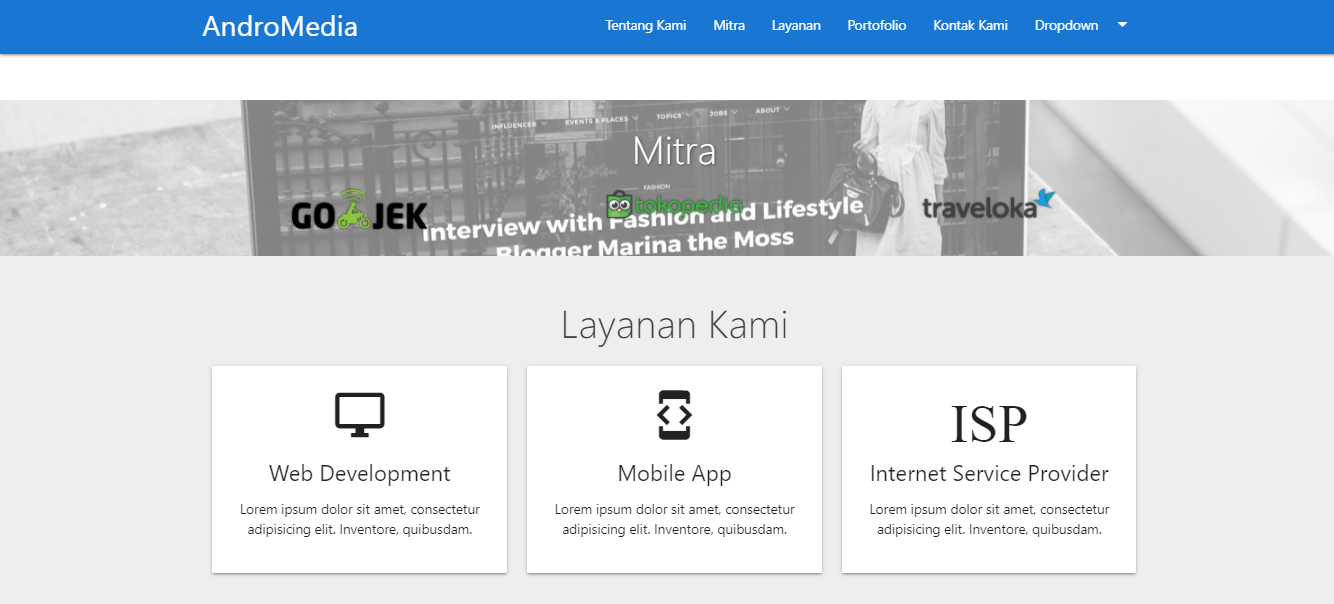 AndroMedia
Tentang Kami Mitra Layanan Portofolio Kontak Kami Dropdown
INFLUENCER EVENTS & PLACES TOPICS JOBS ABOUT
Mitra
FASHION
GO JEK
tokopedia
traveloka
Interview with Fashion and Lifestyle
Blogger Marina the Moss
Layanan Kami
Web Development
Lorem ipsum dolor sit amet, consectetur
adipisicing elit. Inventore, quibusdam.
Mobile App
Lorem ipsum dolor sit amet, consectetur
adipisicing elit. Inventore, quibusdam.
ISP
Internet Service Provider
Lorem ipsum dolor sit amet, consectetur
adipisicing elit. Inventore, quibusdam.